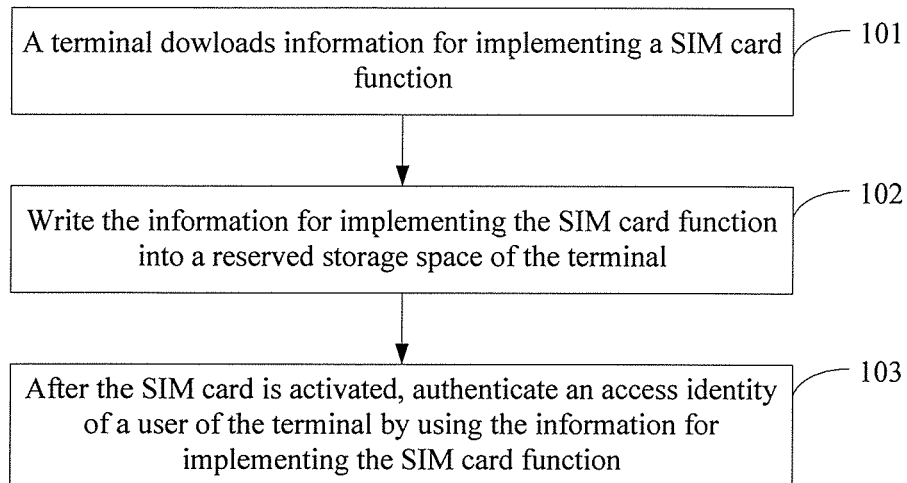 A terminal dowloads information for implementing a SIM card
function
101
Write the information for implementing the SIM card function
into a reserved storage space of the terminal
102
After the SIM card is activated, authenticate an access identity
of a user of the terminal by using the information for
implementing the SIM card function
103